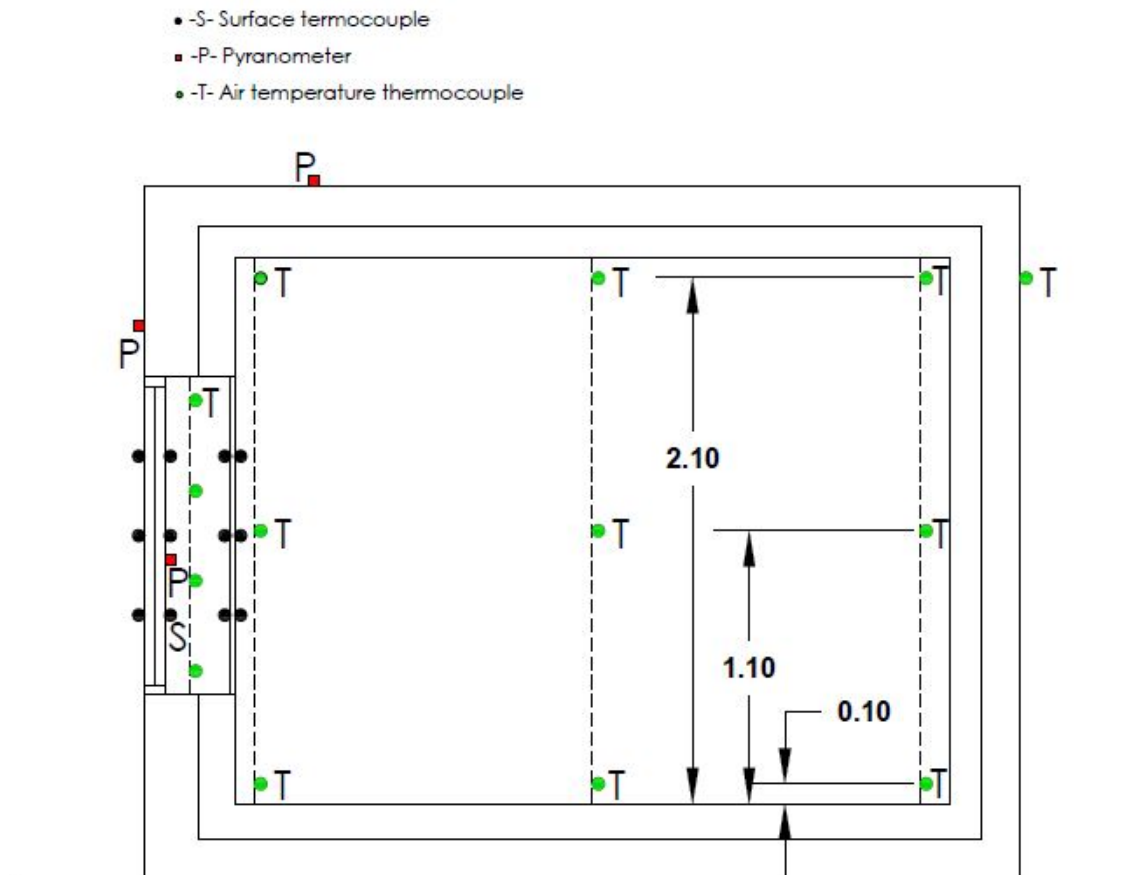 -S- Surface termocouple
-P- Pyranometer
-T- Air temperature thermocouple
P
T
T
T
T
P
T
2.10
T
T
T
P
S
1.10
0.10
T
T
T